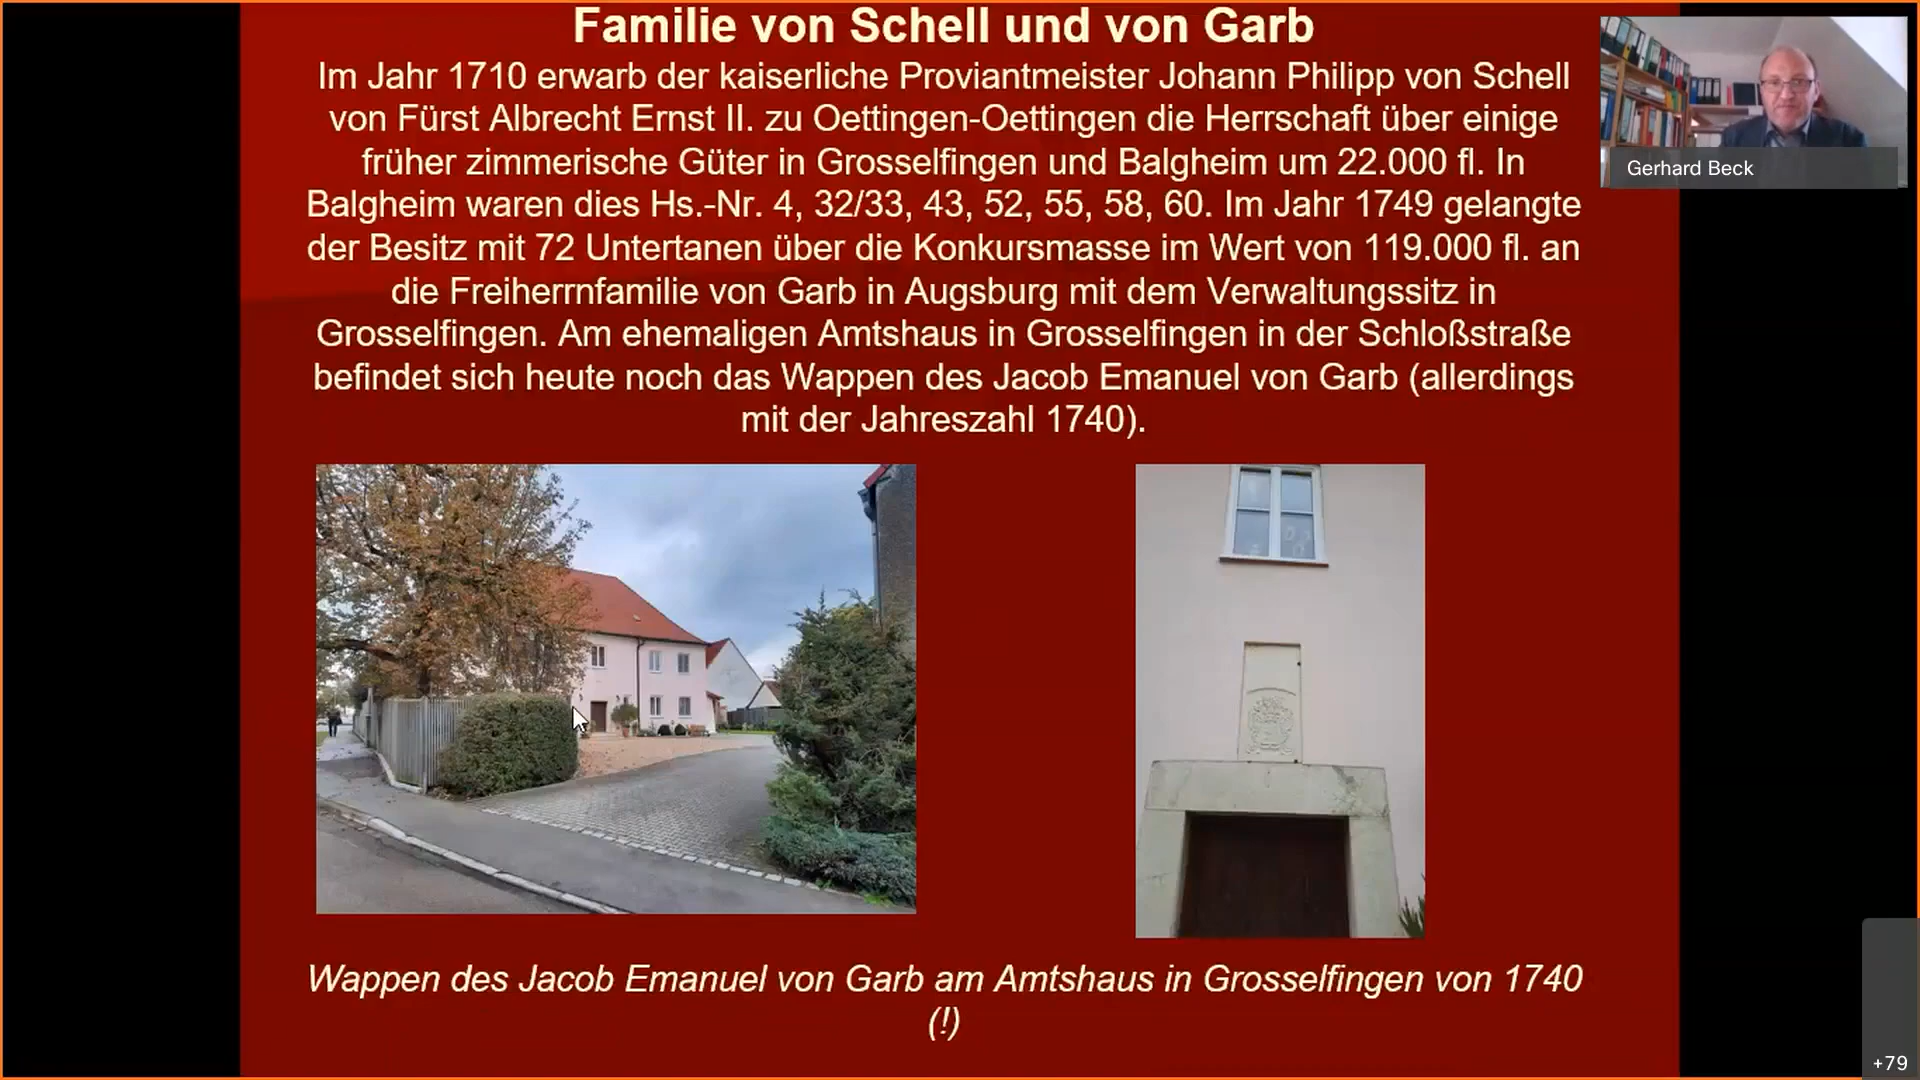 Familie von Schell und von Garb
Im Jahr 1710 erwarb der kaiserliche Proviantmeister Johann Philipp von Schell
von Fürst Albrecht Ernst II. zu Oettingen-Oettingen die Herrschaft über einige
früher zimmerische Güter in Grosselfingen und Balgheim um 22.000 fl. In
Balgheim waren dies Hs.-Nr. 4, 32/33, 43, 52, 55, 58, 60. Im Jahr 1749 gelangte
der Besitz mit 72 Untertanen über die Konkursmasse im Wert von 119.000 fl. an
die Freiherrnfamilie von Garb in Augsburg mit dem Verwaltungssitz in
Grosselfingen. Am ehemaligen Amtshaus in Grosselfingen in der Schloßstraße
befindet sich heute noch das Wappen des Jacob Emanuel von Garb (allerdings
mit der Jahreszahl 1740).
Wappen des Jacob Emanuel von Garb am Amtshaus in Grosselfingen von 1740
(!)
Gerhard Beck
+79